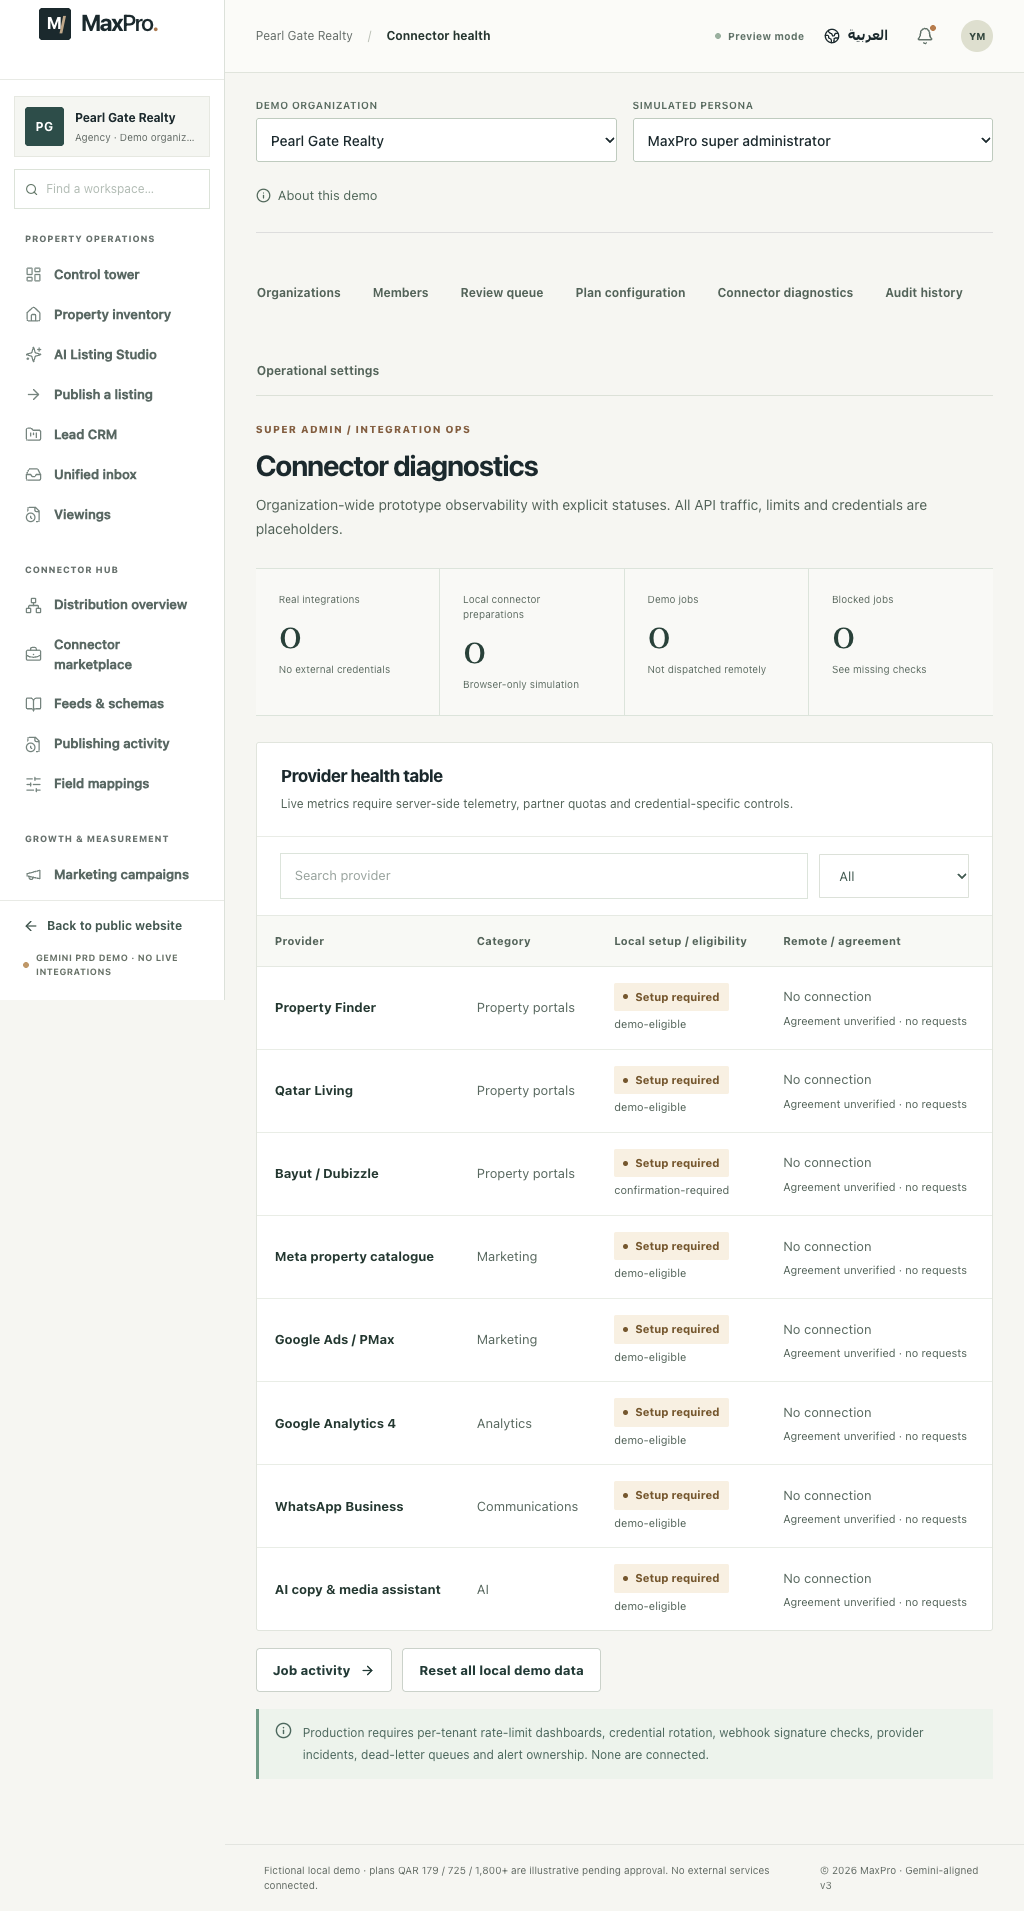 M/ MaxPro.
PG
Pearl Gate Realty
Agency · Demo organiz...
Find a workspace...
PROPERTY OPERATIONS
Control tower
Property inventory
AI Listing Studio
Publish a listing
Lead CRM
Unified inbox
Viewings
CONNECTOR HUB
Distribution overview
Connector
marketplace
Feeds & schemas
Publishing activity
Field mappings
GROWTH & MEASUREMENT
Marketing campaigns
Back to public website
GEMINI PRD DEMO · NO LIVE
INTEGRATIONS
Pearl Gate Realty / Connector health
Preview mode
العربية
YM
DEMO ORGANIZATION
Pearl Gate Realty
SIMULATED PERSONA
MaxPro super administrator
About this demo
Organizations Members Review queue Plan configuration Connector diagnostics Audit history
Operational settings
SUPER ADMIN / INTEGRATION OPS
Connector diagnostics
Organization-wide prototype observability with explicit statuses. All API traffic, limits and credentials are
placeholders.
Real integrations
0
No external credentials
Local connector
preparations
0
Browser-only simulation
Demo jobs
0
Not dispatched remotely
Blocked jobs
0
See missing checks
Provider health table
Live metrics require server-side telemetry, partner quotas and credential-specific controls.
Search provider
All
Provider Category Local setup / eligibility Remote / agreement
Property Finder Property portals Setup required No connection
demo-eligible Agreement unverified · no requests
Qatar Living Property portals Setup required No connection
demo-eligible Agreement unverified · no requests
Bayut / Dubizzle Property portals Setup required No connection
confirmation-required Agreement unverified · no requests
Meta property catalogue Marketing Setup required No connection
demo-eligible Agreement unverified · no requests
Google Ads / PMax Marketing Setup required No connection
demo-eligible Agreement unverified · no requests
Google Analytics 4 Analytics Setup required No connection
demo-eligible Agreement unverified · no requests
WhatsApp Business Communications Setup required No connection
demo-eligible Agreement unverified · no requests
AI copy & media assistant AI Setup required No connection
demo-eligible Agreement unverified · no requests
Job activity
Reset all local demo data
Production requires per-tenant rate-limit dashboards, credential rotation, webhook signature checks, provider
incidents, dead-letter queues and alert ownership. None are connected.
Fictional local demo · plans QAR 179 / 725 / 1,800+ are illustrative pending approval. No external services
connected.
© 2026 MaxPro · Gemini-aligned
v3